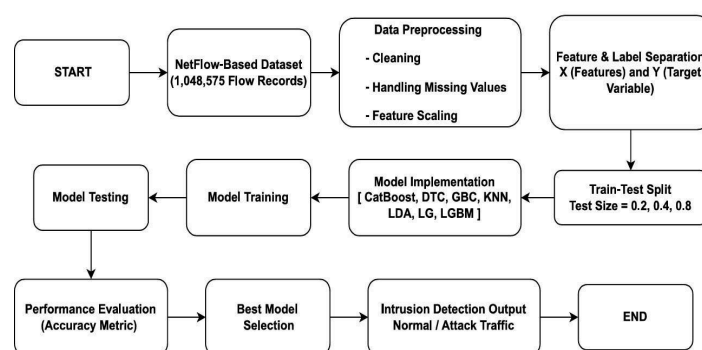 START
NetFlow-Based Dataset
(1,048,575 Flow Records)
Data Preprocessing
- Cleaning
- Handling Missing Values
- Feature Scaling
Feature & Label Separation
X (Features) and Y (Target
Variable)
Train-Test Split
Test Size = 0.2, 0.4, 0.8
Model Implementation
[ CatBoost, DTC, GBC, KNN,
LDA, LG, LGBM ]
Model Training
Model Testing
Performance Evaluation
(Accuracy Metric)
Best Model
Selection
Intrusion Detection Output
Normal / Attack Traffic
END